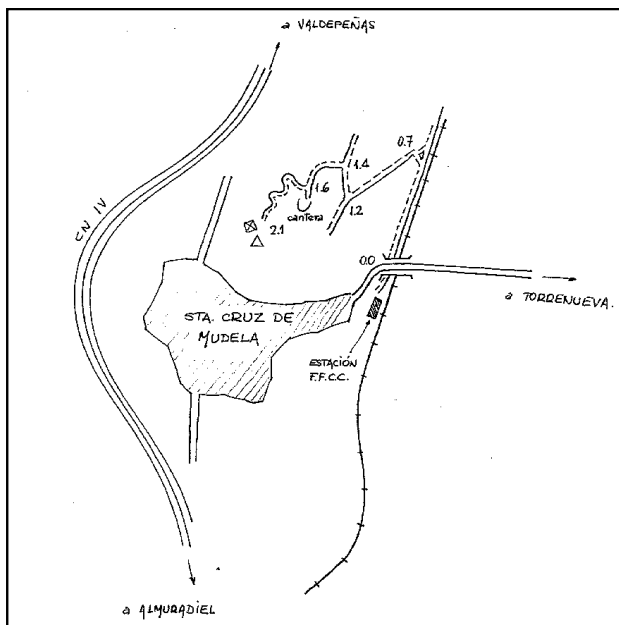 a VALDEPEÑAS
CN IV
0.7
1.4
1.6
1.2
cantera
2.1
0.0
a TORRENUEVA.
STA. CRUZ DE
MUDELA
ESTACIÓN
F.F.C.C.
a ALMURADIEL